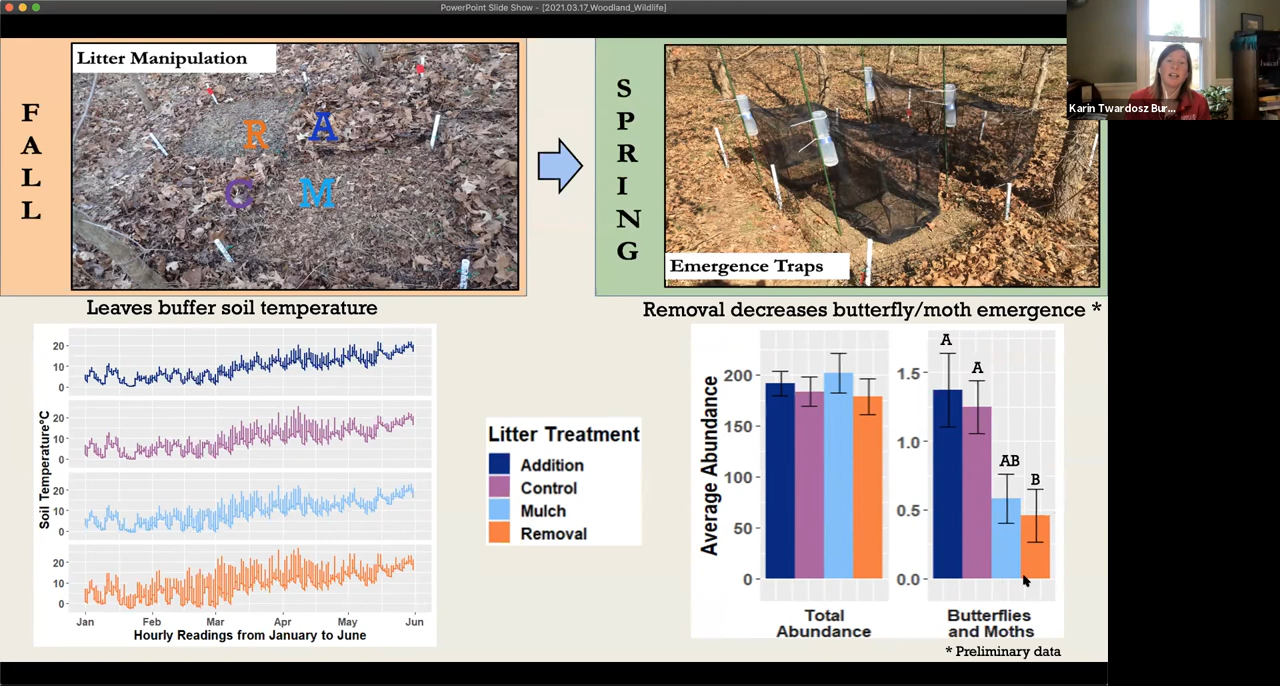 PowerPoint Slide Show - [2021.03.17_Woodland_Wildlife]
Karin Twardosz Bur...
FALL
Litter Manipulation
R
A
C
M
SPRING
Emergence Traps
Leaves buffer soil temperature
Removal decreases butterfly/moth emergence *
Soil Temperature°C
20
10
0
20
10
0
20
10
0
20
10
0
Jan Feb Mar Apr May Jun
Hourly Readings from January to June
Litter Treatment
Addition
Control
Mulch
Removal
Average Abundance
200
150
100
50
0
Total
Abundance
1.5
1.0
0.5
0.0
A
A
AB
B
Butterflies
and Moths
* Preliminary data